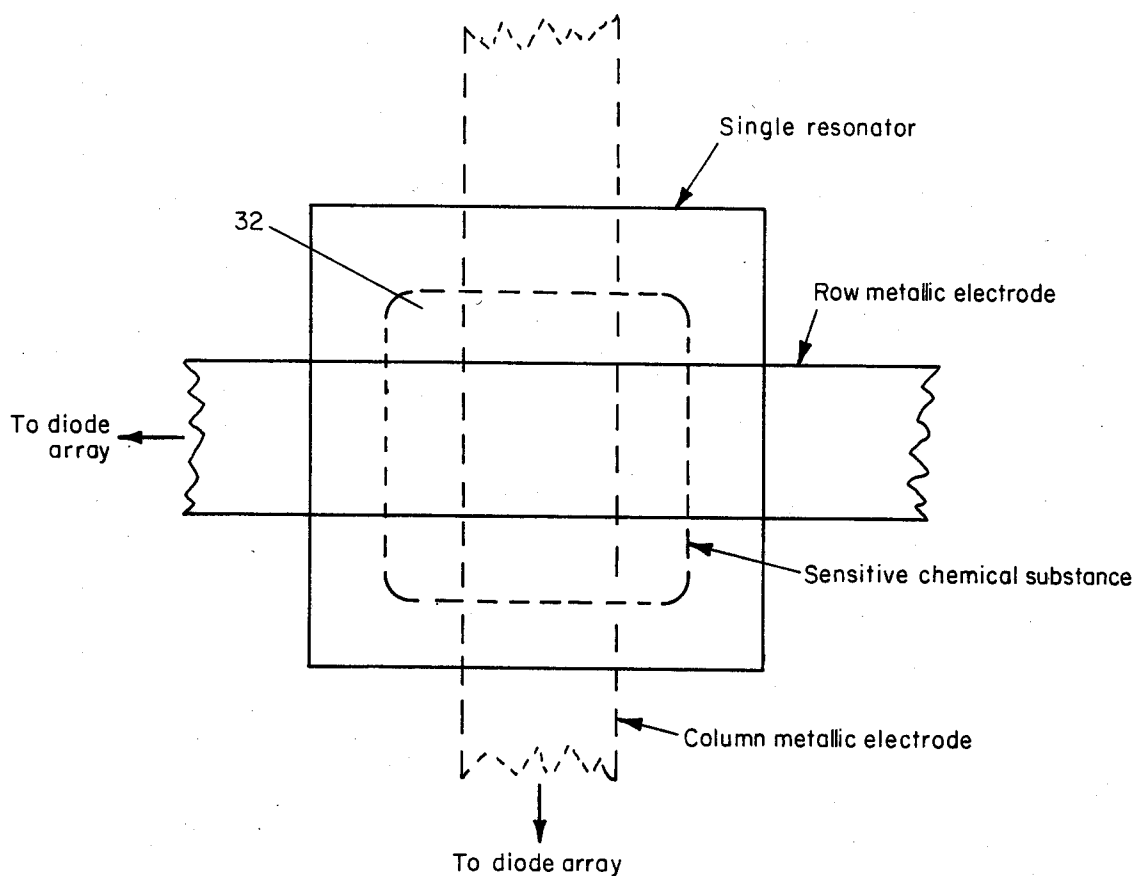 Single resonator
32
Row metallic electrode
To diode
array
Sensitive chemical substance
Column metallic electrode
To diode array